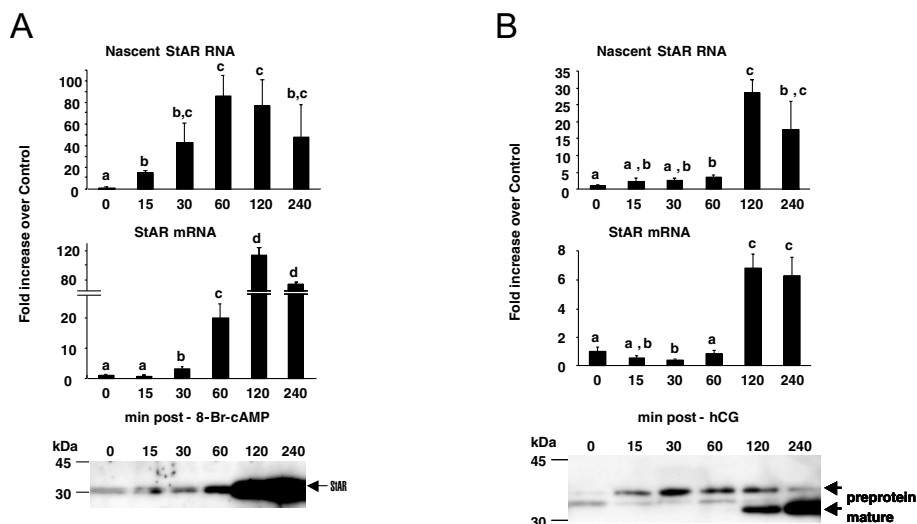 A
Nascent StAR RNA
Fold increase over Control
100
80
60
40
20
0
a
b
b,c
c
c
b,c
0 15 30 60 120 240
StAR mRNA
120
80
20
10
0
a
a
b
c
d
d
0 15 30 60 120 240
min post - 8-Br-cAMP
kDa 0 15 30 60 120 240
45
30
StAR
B
Nascent StAR RNA
Fold increase over Control
35
30
25
20
15
10
5
0
a
a , b
a , b
b
c
b , c
0 15 30 60 120 240
StAR mRNA
8
6
4
2
0
a
a , b
b
a
c
c
0 15 30 60 120 240
min post - hCG
kDa 0 15 30 60 120 240
45
30
preprotein
mature